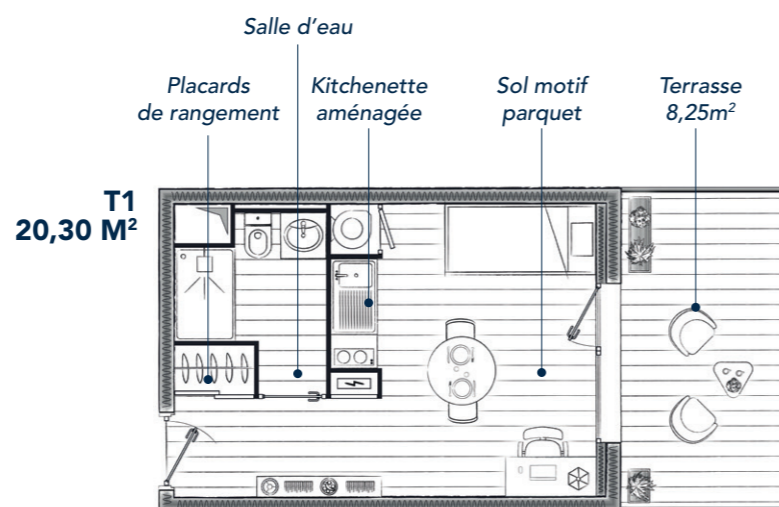 Salle d'eau
Placards
de rangement
Kitchenette
aménagée
Sol motif
parquet
Terrasse
8,25m²
T1
20,30 M²